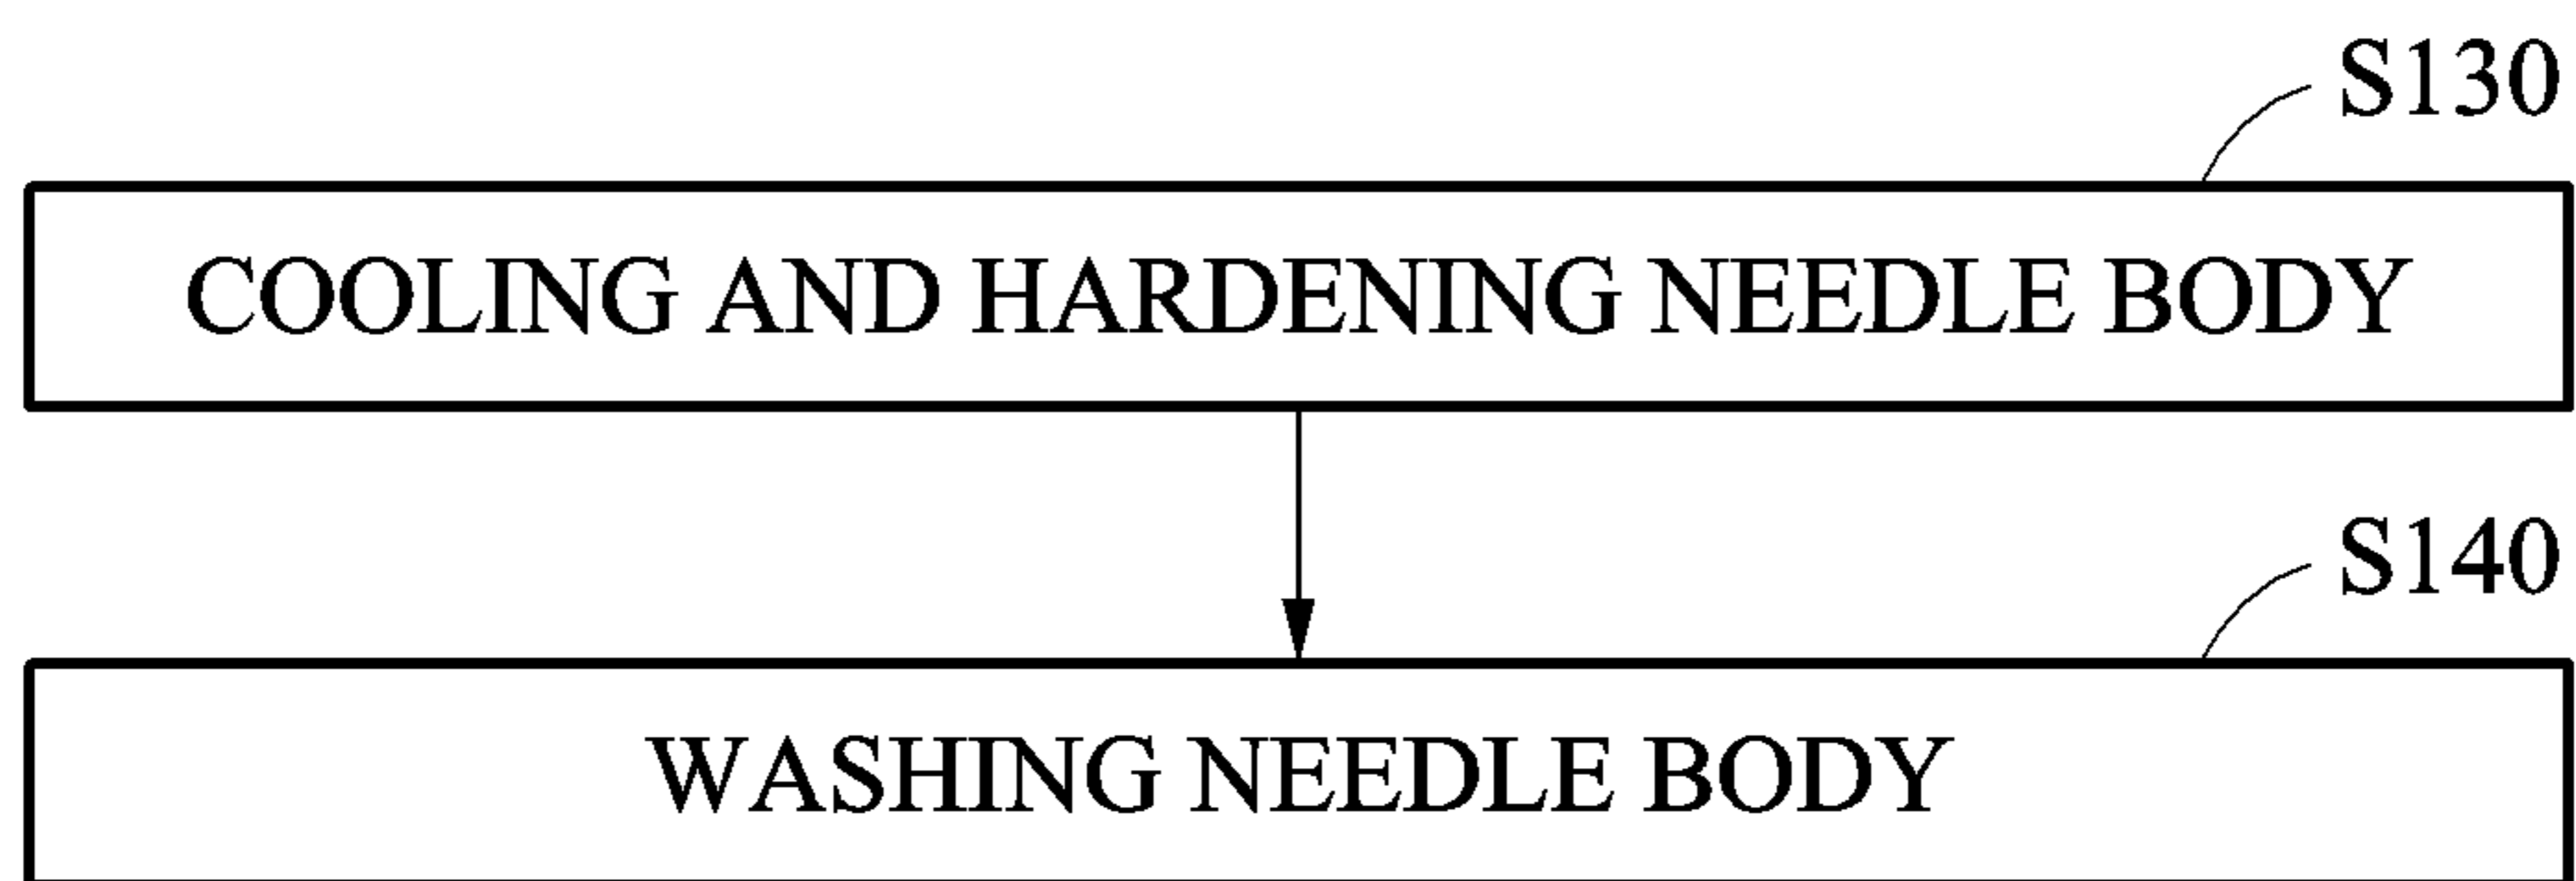 S130
COOLING AND HARDENING NEEDLE BODY
S140
WASHING NEEDLE BODY